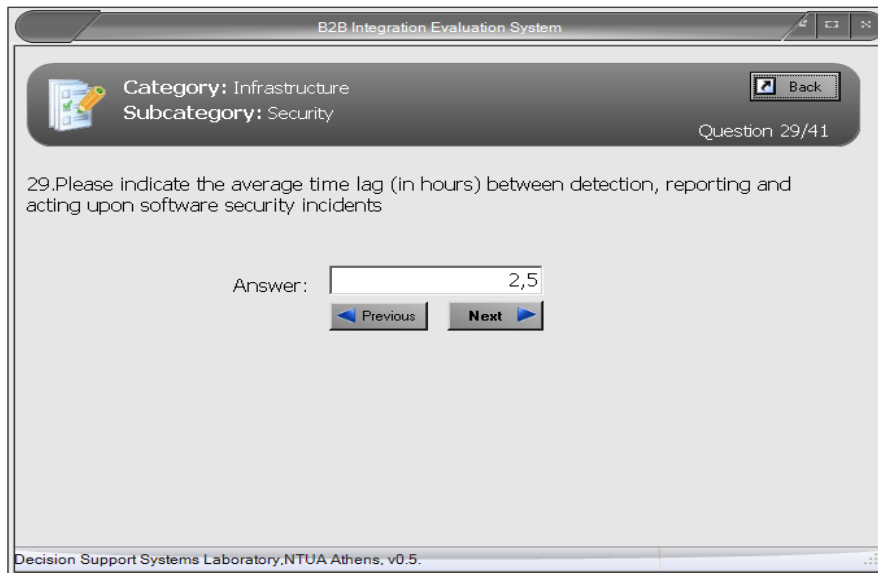 B2B Integration Evaluation System
Category: Infrastructure
Back
Subcategory: Security
Question 29/41
29.Please indicate the average time lag (in hours) between detection, reporting and
acting upon software security incidents
Answer: 2,5
Previous Next
Decision Support Systems Laboratory,NTUA Athens, v0.5.